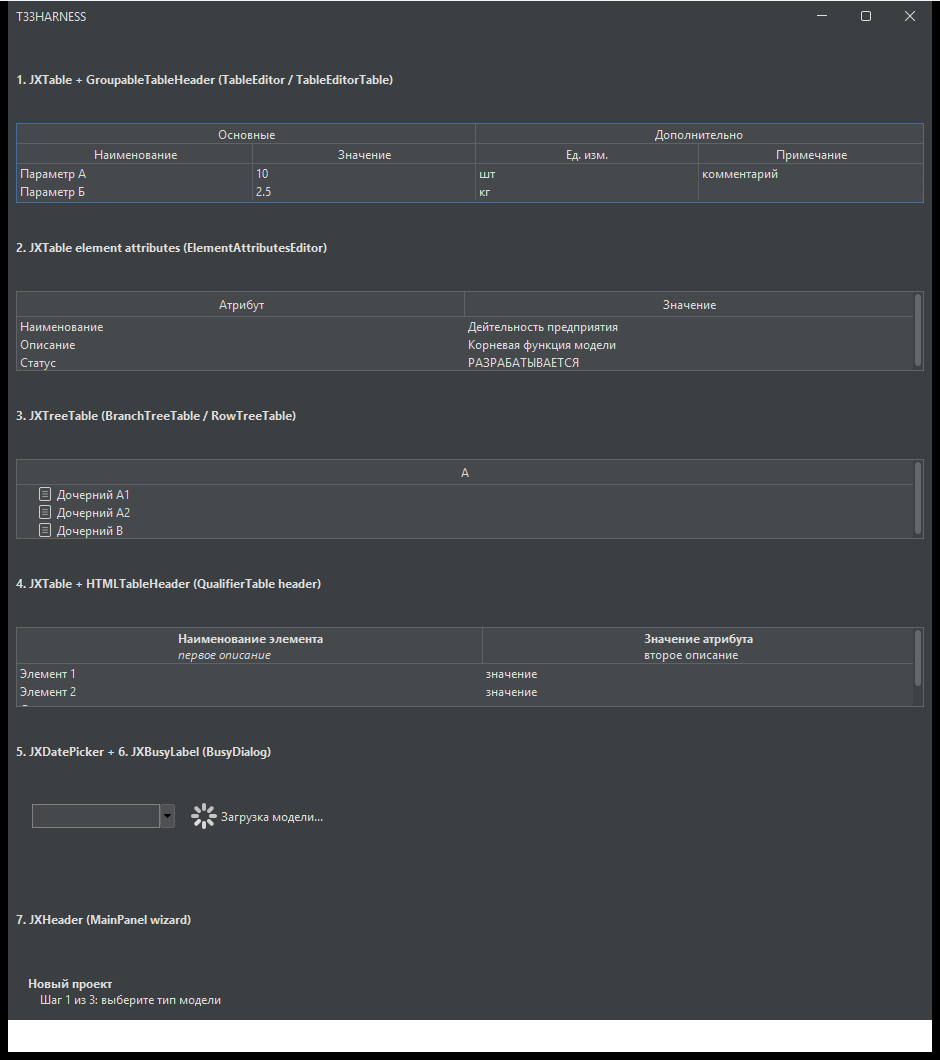 T33HARNESS
1. JXTable + GroupableTableHeader (TableEditor / TableEditorTable)
Основные Дополнительно
Наименование Значение Ед. изм. Примечание
Параметр А 10 шт комментарий
Параметр Б 2.5 кг
2. JXTable element attributes (ElementAttributesEditor)
Атрибут Значение
Наименование Дейтельность предприятия
Описание Корневая функция модели
Статус РАЗРАБАТЫВАЕТСЯ
3. JXTreeTable (BranchTreeTable / RowTreeTable)
A
Дочерний A1
Дочерний A2
Дочерний B
4. JXTable + HTMLTableHeader (QualifierTable header)
Наименование элемента Значение атрибута
первое описание второе описание
Элемент 1 значение
Элемент 2 значение
5. JXDatePicker + 6. JXBusyLabel (BusyDialog)
Загрузка модели...
7. JXHeader (MainPanel wizard)
Новый проект
Шаг 1 из 3: выберите тип модели